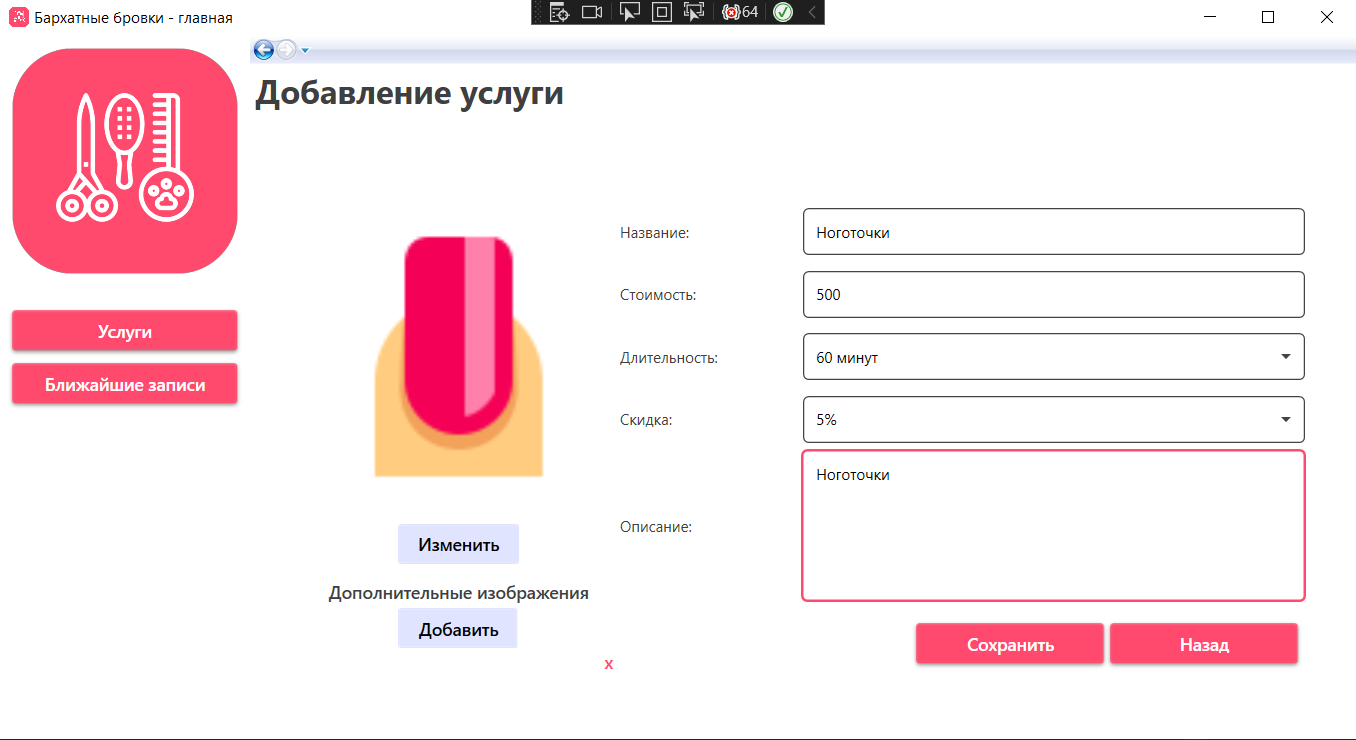 Бархатные бровки - главная
64
Добавление услуги
Услуги
Ближайшие записи
Название:
Ноготочки
Стоимость:
500
Длительность:
60 минут
Скидка:
5%
Описание:
Ноготочки
Изменить
Дополнительные изображения
Добавить
x
Сохранить
Назад